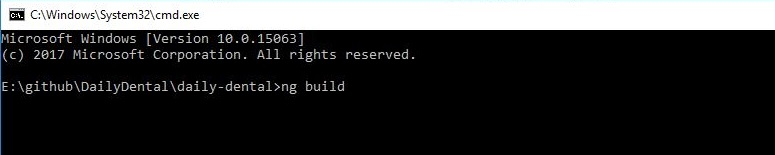 C:\Windows\System32\cmd.exe
Microsoft Windows [Version 10.0.15063]
(c) 2017 Microsoft Corporation. All rights reserved.
E:\github\DailyDental\daily-dental>ng build